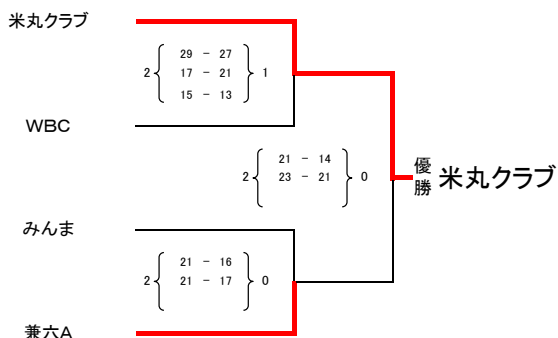 米丸クラブ
29 － 27
2 17 － 21 1
15 － 13
WBC
21 － 14
2 23 － 21 0
優勝 米丸クラブ
みんま
21 － 16
2 21 － 17 0
兼六A